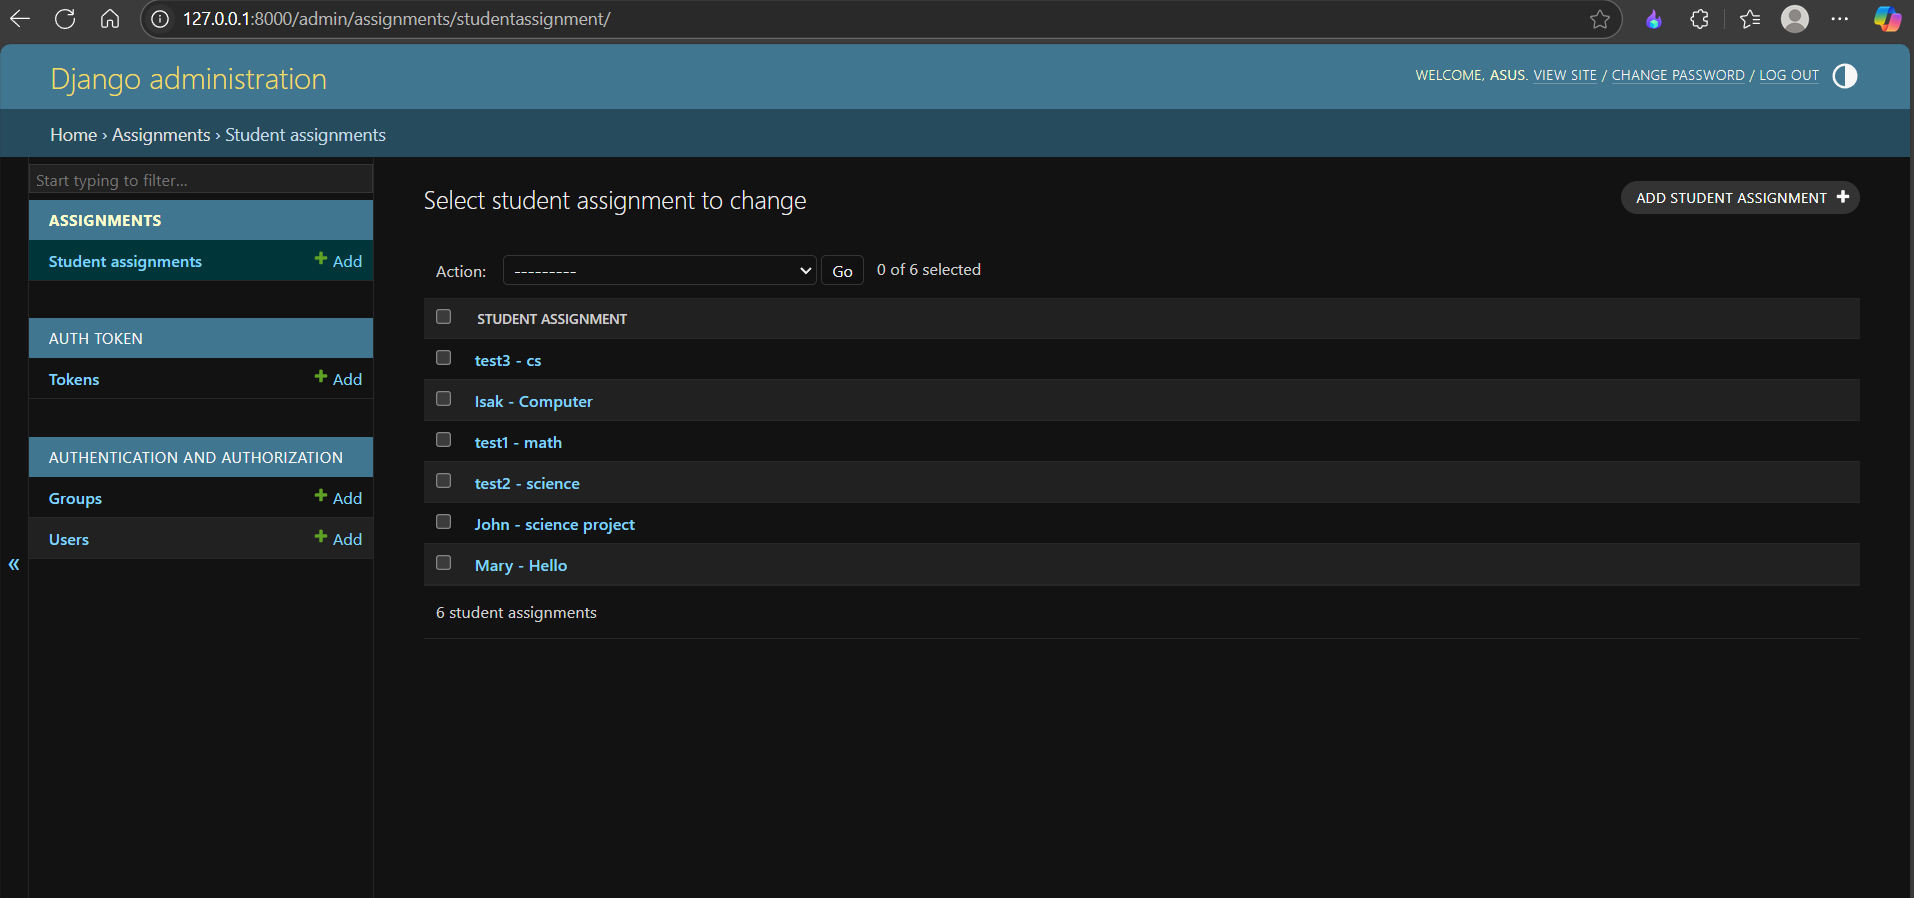 127.0.0.1:8000/admin/assignments/studentassignment/
Django administration
WELCOME, ASUS. VIEW SITE / CHANGE PASSWORD / LOG OUT
Home › Assignments › Student assignments
Start typing to filter...
ASSIGNMENTS
Student assignments + Add
AUTH TOKEN
Tokens + Add
AUTHENTICATION AND AUTHORIZATION
Groups + Add
Users + Add
«
Select student assignment to change
ADD STUDENT ASSIGNMENT +
Action: --------- Go 0 of 6 selected
STUDENT ASSIGNMENT
test3 - cs
Isak - Computer
test1 - math
test2 - science
John - science project
Mary - Hello
6 student assignments